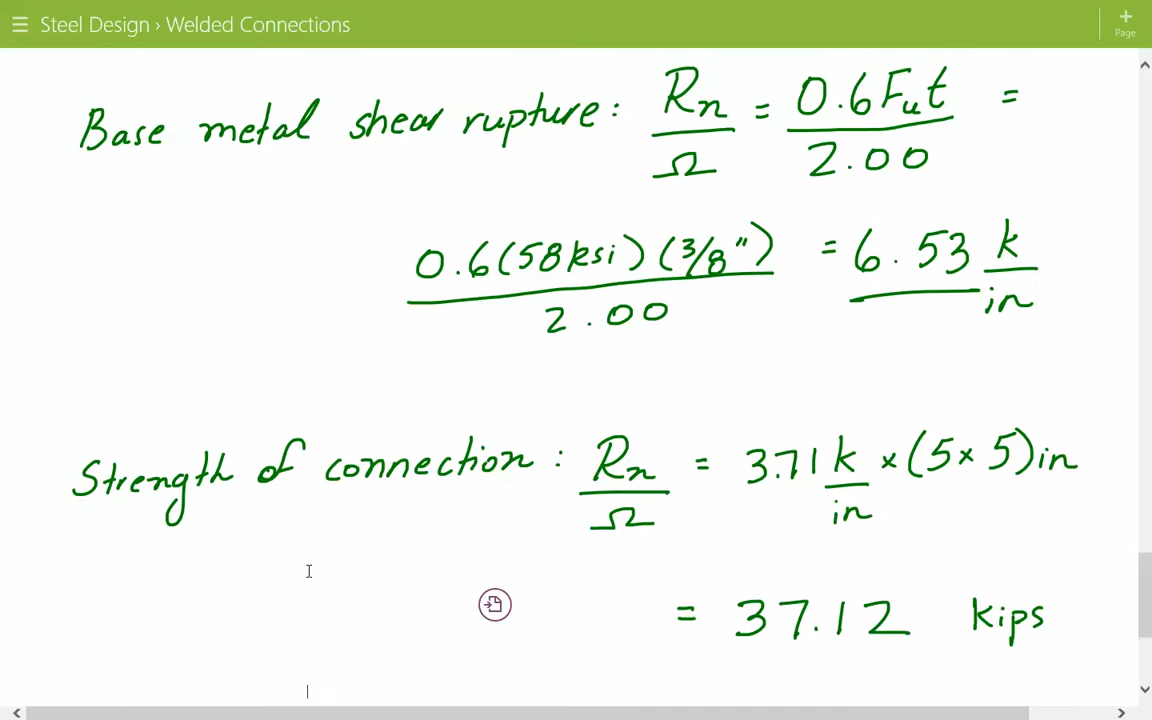 Steel Design › Welded Connections
Page
Base metal shear rupture: Rn/Ω = 0.6Fut/2.00 =
0.6(58ksi)(3/8")/2.00 = 6.53 k/in
Strength of connection: Rn/Ω = 3.71 k/in × (5×5)in
= 37.12 kips